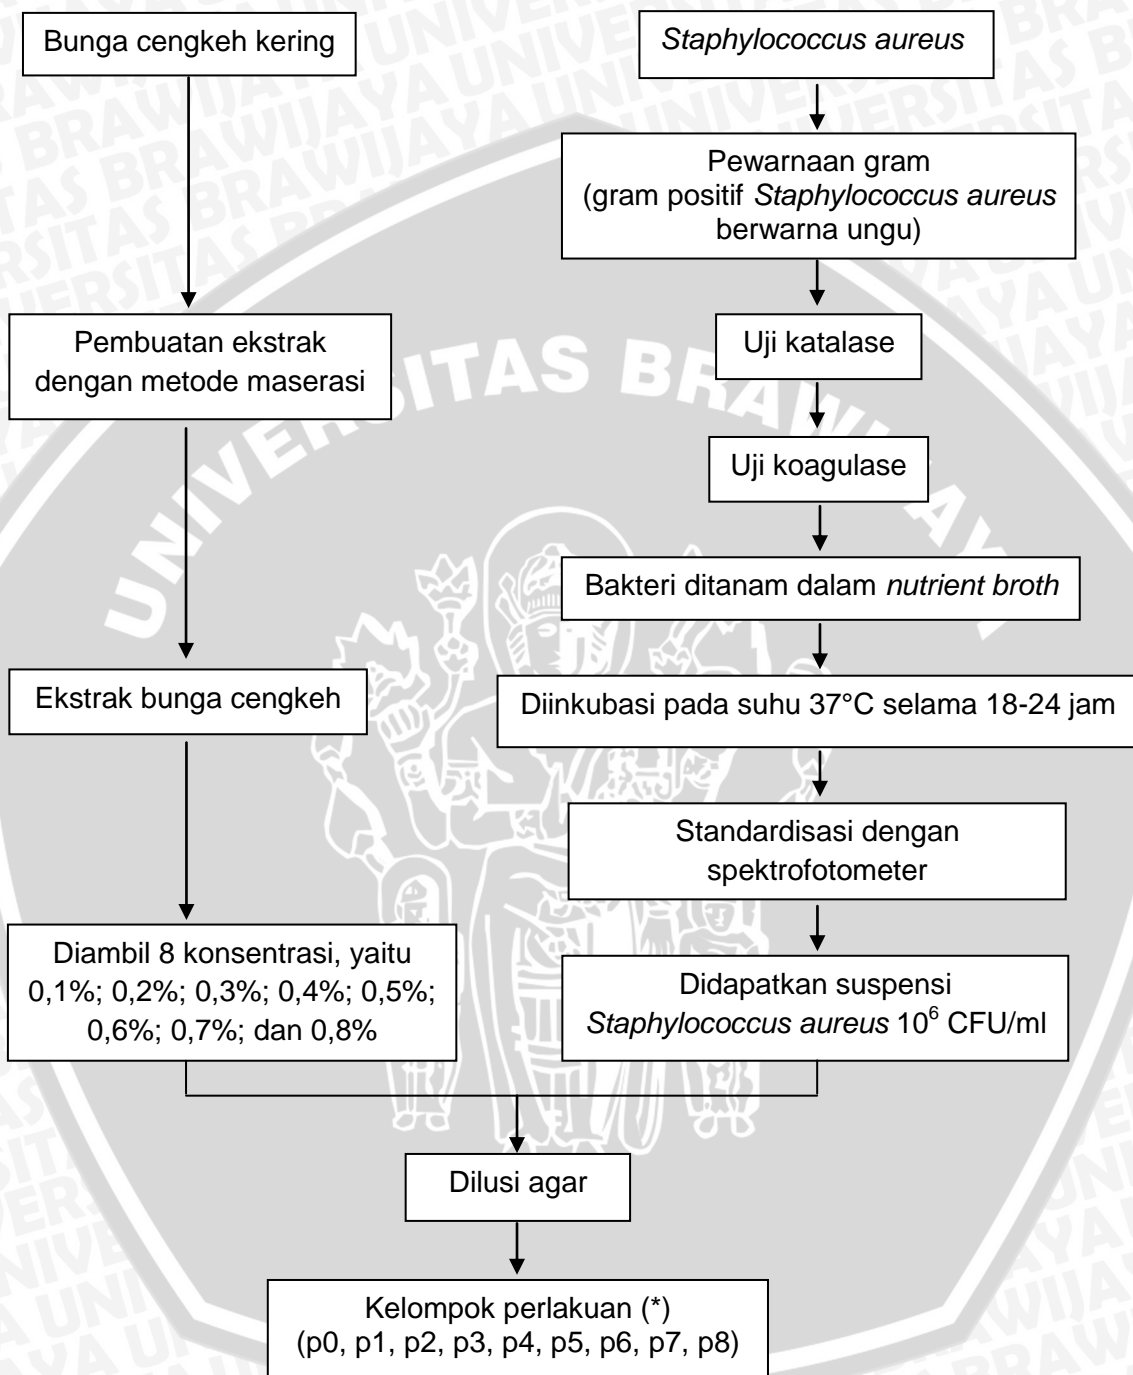 Bunga cengkeh kering
Pembuatan ekstrak
dengan metode maserasi
Ekstrak bunga cengkeh
Diambil 8 konsentrasi, yaitu
0,1%; 0,2%; 0,3%; 0,4%; 0,5%;
0,6%; 0,7%; dan 0,8%
Staphylococcus aureus
Pewarnaan gram
(gram positif Staphylococcus aureus
berwarna ungu)
Uji katalase
Uji koagulase
Bakteri ditanam dalam nutrient broth
Diinkubasi pada suhu 37°C selama 18-24 jam
Standardisasi dengan
spektrofotometer
Didapatkan suspensi
Staphylococcus aureus 10⁶ CFU/ml
Dilusi agar
Kelompok perlakuan (*)
(p0, p1, p2, p3, p4, p5, p6, p7, p8)
UNIVERSITAS BRAWIJAYA